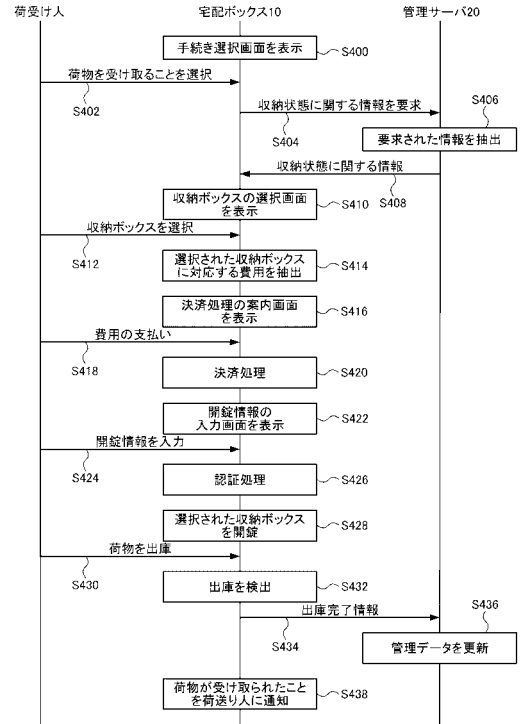 荷受け人
宅配ボックス10
管理サーバ20
手続き選択画面を表示
S400
荷物を受け取ることを選択
S402
収納状態に関する情報を要求
S404
S406
要求された情報を抽出
収納状態に関する情報
S408
収納ボックスの選択画面
を表示
S410
収納ボックスを選択
S412
選択された収納ボックス
に対応する費用を抽出
S414
決済処理の案内画面
を表示
S416
費用の支払い
S418
決済処理
S420
開錠情報の
入力画面を表示
S422
開錠情報を入力
S424
認証処理
S426
選択された収納ボックス
を開錠
S428
荷物を出庫
S430
出庫を検出
S432
出庫完了情報
S434
S436
管理データを更新
荷物が受け取られたこと
を荷送り人に通知
S438